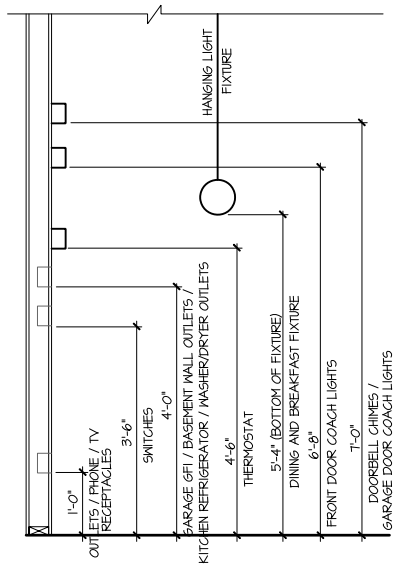 HANGING LIGHT
FIXTURE
1'-0"
OUTLETS / PHONE / TV
RECEPTACLES
3'-6"
SWITCHES
4'-0"
GARAGE GFI / BASEMENT WALL OUTLETS /
KITCHEN REFRIGERATOR / WASHER/DRYER OUTLETS
4'-6"
THERMOSTAT
5'-4" (BOTTOM OF FIXTURE)
DINING AND BREAKFAST FIXTURE
6'-8"
FRONT DOOR COACH LIGHTS
7'-0"
DOORBELL CHIMES /
GARAGE DOOR COACH LIGHTS